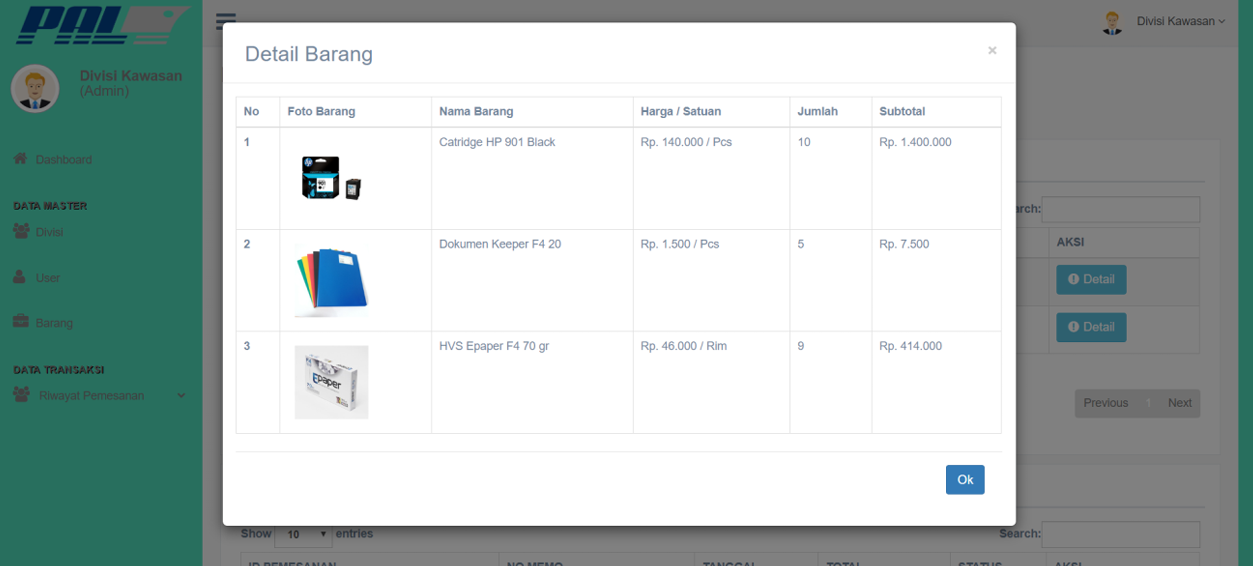 PAL
Divisi Kawasan
Detail Barang
×
Divisi Kawasan
(Admin)
No Foto Barang Nama Barang Harga / Satuan Jumlah Subtotal
1 Catridge HP 901 Black Rp. 140.000 / Pcs 10 Rp. 1.400.000
2 Dokumen Keeper F4 20 Rp. 1.500 / Pcs 5 Rp. 7.500
3 HVS Epaper F4 70 gr Rp. 46.000 / Rim 9 Rp. 414.000
Epaper
Ok
Dashboard
DATA MASTER
Divisi
User
Barang
DATA TRANSAKSI
Riwayat Pemesanan
arch:
AKSI
Detail
Detail
Previous 1 Next
Show 10 entries
Search:
ID PEMESANAN NO MEMO TANGGAL TOTAL STATUS AKSI